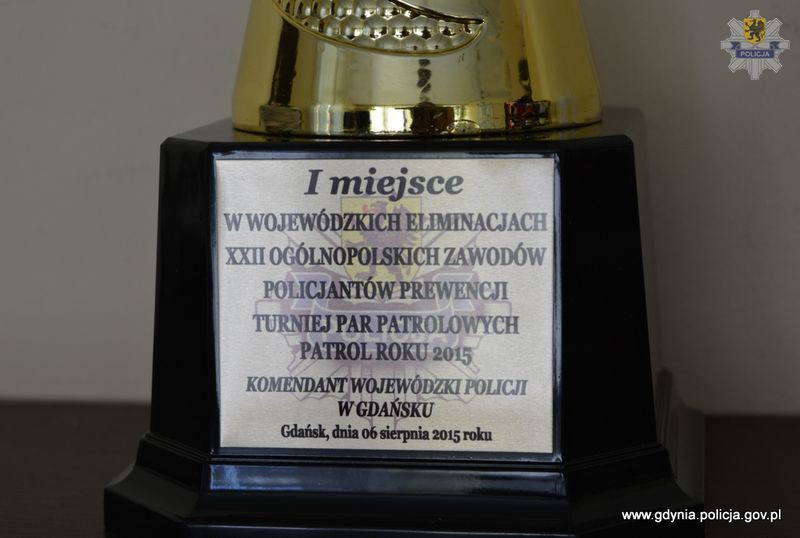 POLICJA
I miejsce
W WOJEWÓDZKICH ELIMINACJACH
XXII OGÓLNOPOLSKICH ZAWODÓW
POLICJANTÓW PREWENCJI
TURNIEJ PAR PATROLOWYCH
PATROL ROKU 2015
KOMENDANT WOJEWÓDZKI POLICJI
W GDAŃSKU
Gdańsk, dnia 06 sierpnia 2015 roku
www.gdynia.policja.gov.pl